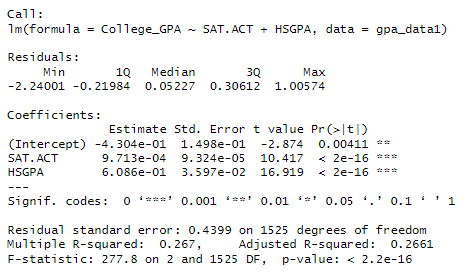 Call:
lm(formula = College_GPA ~ SAT.ACT + HSGPA, data = gpa_data1)
Residuals:
Min 1Q Median 3Q Max
-2.24001 -0.21984 0.05227 0.30612 1.00574
Coefficients:
Estimate Std. Error t value Pr(>|t|)
(Intercept) -4.304e-01 1.498e-01 -2.874 0.00411 **
SAT.ACT 9.713e-04 9.324e-05 10.417 < 2e-16 ***
HSGPA 6.086e-01 3.597e-02 16.919 < 2e-16 ***
---
Signif. codes: 0 ‘***’ 0.001 ‘**’ 0.01 ‘*’ 0.05 ‘.’ 0.1 ‘ ’ 1
Residual standard error: 0.4399 on 1525 degrees of freedom
Multiple R-squared: 0.267, Adjusted R-squared: 0.2661
F-statistic: 277.8 on 2 and 1525 DF, p-value: < 2.2e-16